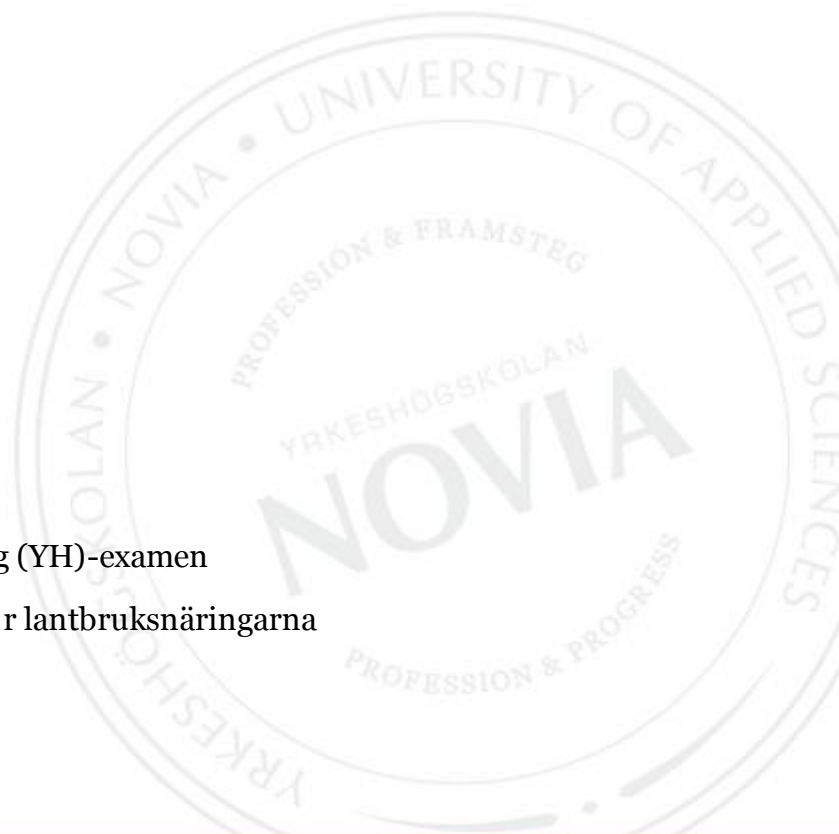 UNIVERSITY OF APPLIED SCIENCES
YRKESHÖGSKOLAN • NOVIA •
PROFESSION & FRAMSTEG
YRKESHÖGSKOLAN
NOVIA
PROFESSION & PROGRESS
g (YH)-examen
r lantbruksnäringarna